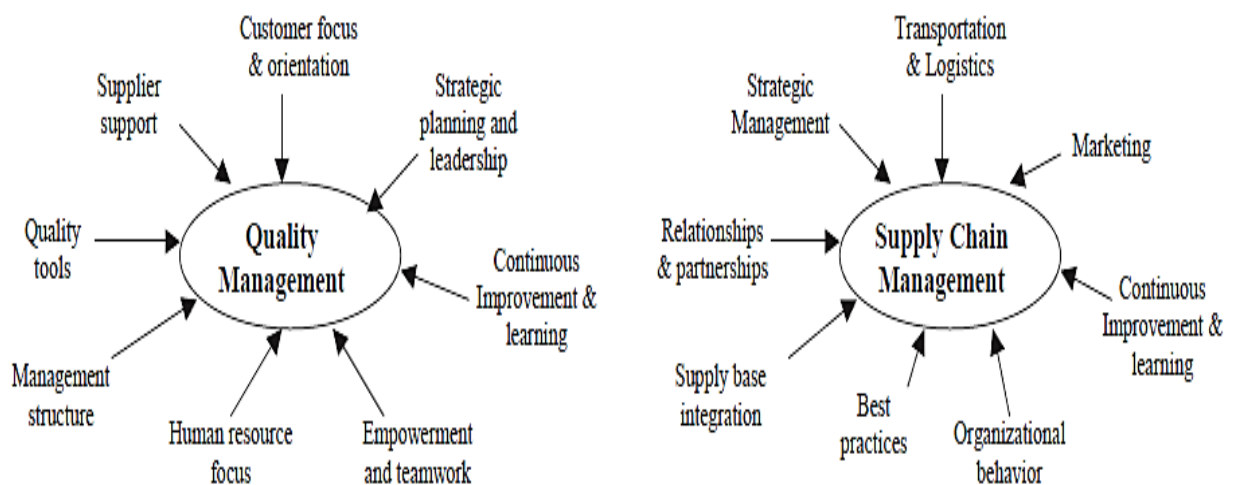 Customer focus
& orientation
Supplier
support
Strategic
planning and
leadership
Quality
tools
Quality
Management
Continuous
Improvement &
learning
Management
structure
Human resource
focus
Empowerment
and teamwork
Transportation
& Logistics
Strategic
Management
Marketing
Relationships
& partnerships
Supply Chain
Management
Continuous
Improvement &
learning
Supply base
integration
Best
practices
Organizational
behavior